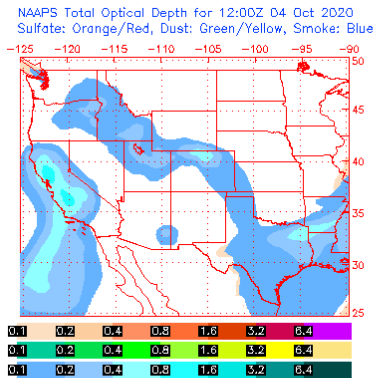 NAAPS Total Optical Depth for 12:00Z 04 Oct 2020
Sulfate: Orange/Red, Dust: Green/Yellow, Smoke: Blue
-125 -120 -115 -110 -105 -100 -95 -90
50
45
40
35
30
25
0.1 0.2 0.4 0.8 1.6 3.2 6.4
0.1 0.2 0.4 0.8 1.6 3.2 6.4
0.1 0.2 0.4 0.8 1.6 3.2 6.4